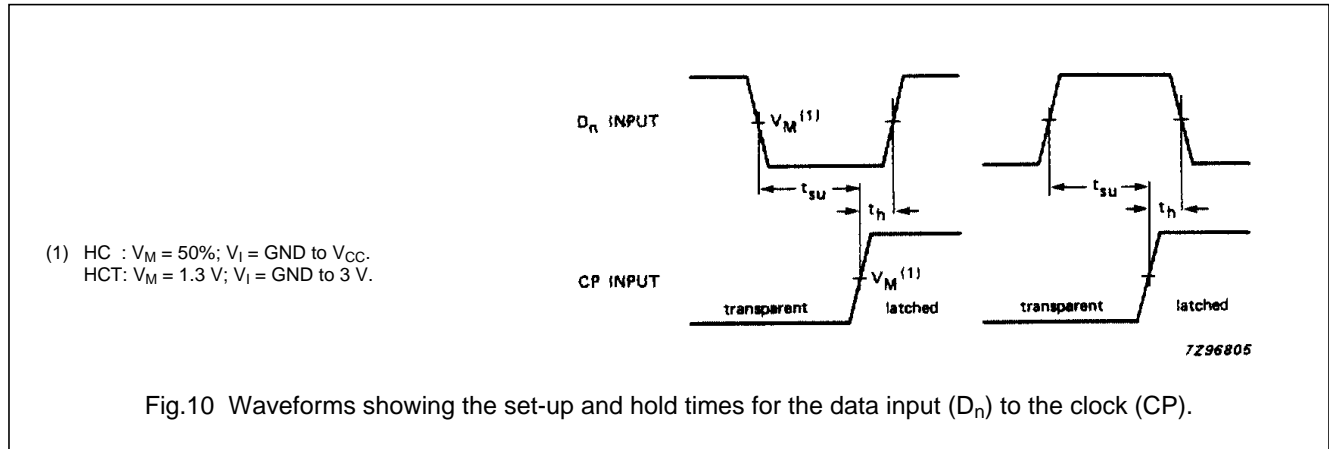 D_n INPUT
V_M (1)
t_su
t_h
t_su
t_h
(1) HC : V_M = 50%; V_I = GND to V_CC.
HCT: V_M = 1.3 V; V_I = GND to 3 V.
CP INPUT
V_M (1)
transparent
latched
transparent
latched
7Z96805
Fig.10 Waveforms showing the set-up and hold times for the data input (D_n) to the clock (CP).